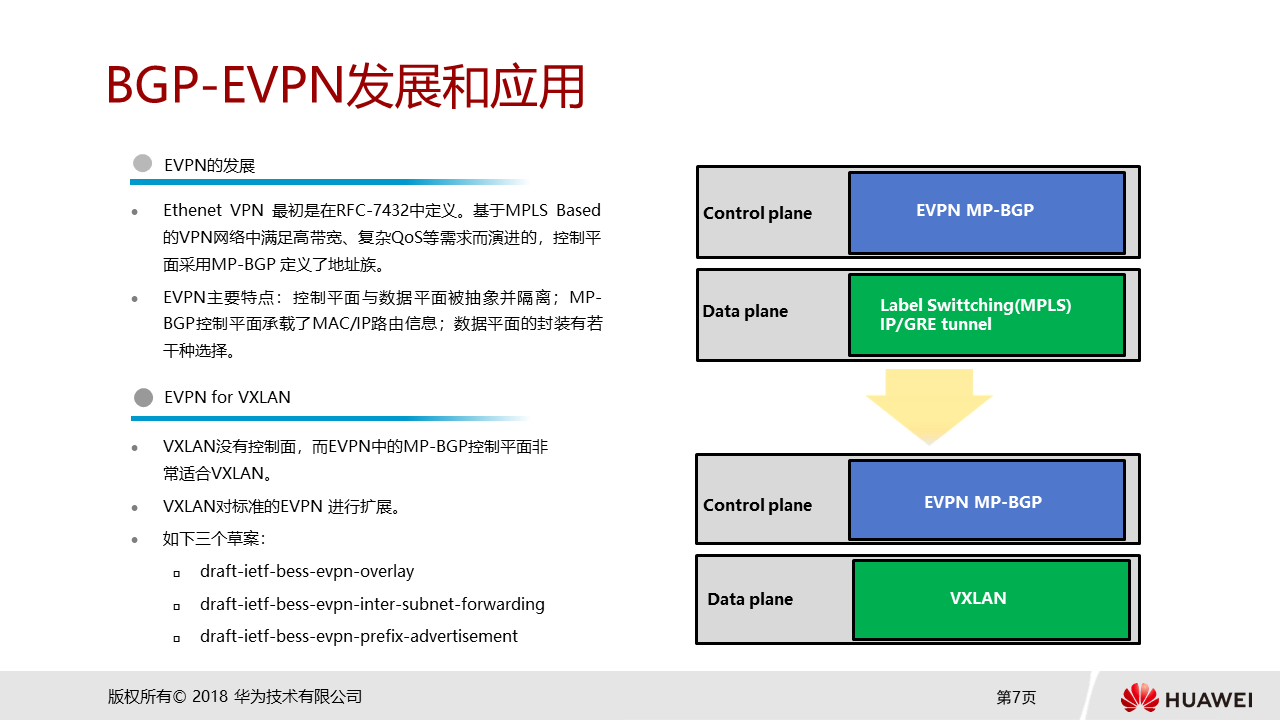 BGP-EVPN发展和应用
EVPN的发展
Ethenet VPN 最初是在RFC-7432中定义。基于MPLS Based
的VPN网络中满足高带宽、复杂QoS等需求而演进的，控制平
面采用MP-BGP 定义了地址族。
EVPN主要特点：控制平面与数据平面被抽象并隔离；MP-
BGP控制平面承载了MAC/IP路由信息；数据平面的封装有若
干种选择。
EVPN for VXLAN
VXLAN没有控制面，而EVPN中的MP-BGP控制平面非
常适合VXLAN。
VXLAN对标准的EVPN 进行扩展。
如下三个草案：
draft-ietf-bess-evpn-overlay
draft-ietf-bess-evpn-inter-subnet-forwarding
draft-ietf-bess-evpn-prefix-advertisement
Control plane
EVPN MP-BGP
Data plane
Label Swittching(MPLS)
IP/GRE tunnel
Control plane
EVPN MP-BGP
Data plane
VXLAN
版权所有© 2018 华为技术有限公司
第7页
HUAWEI